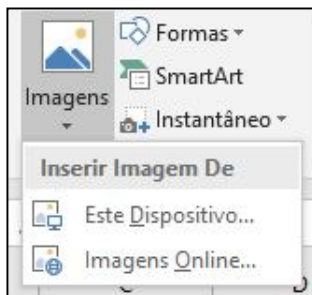 Imagens
Formas
SmartArt
Instantâneo
Inserir Imagem De
Este Dispositivo...
Imagens Online...
D